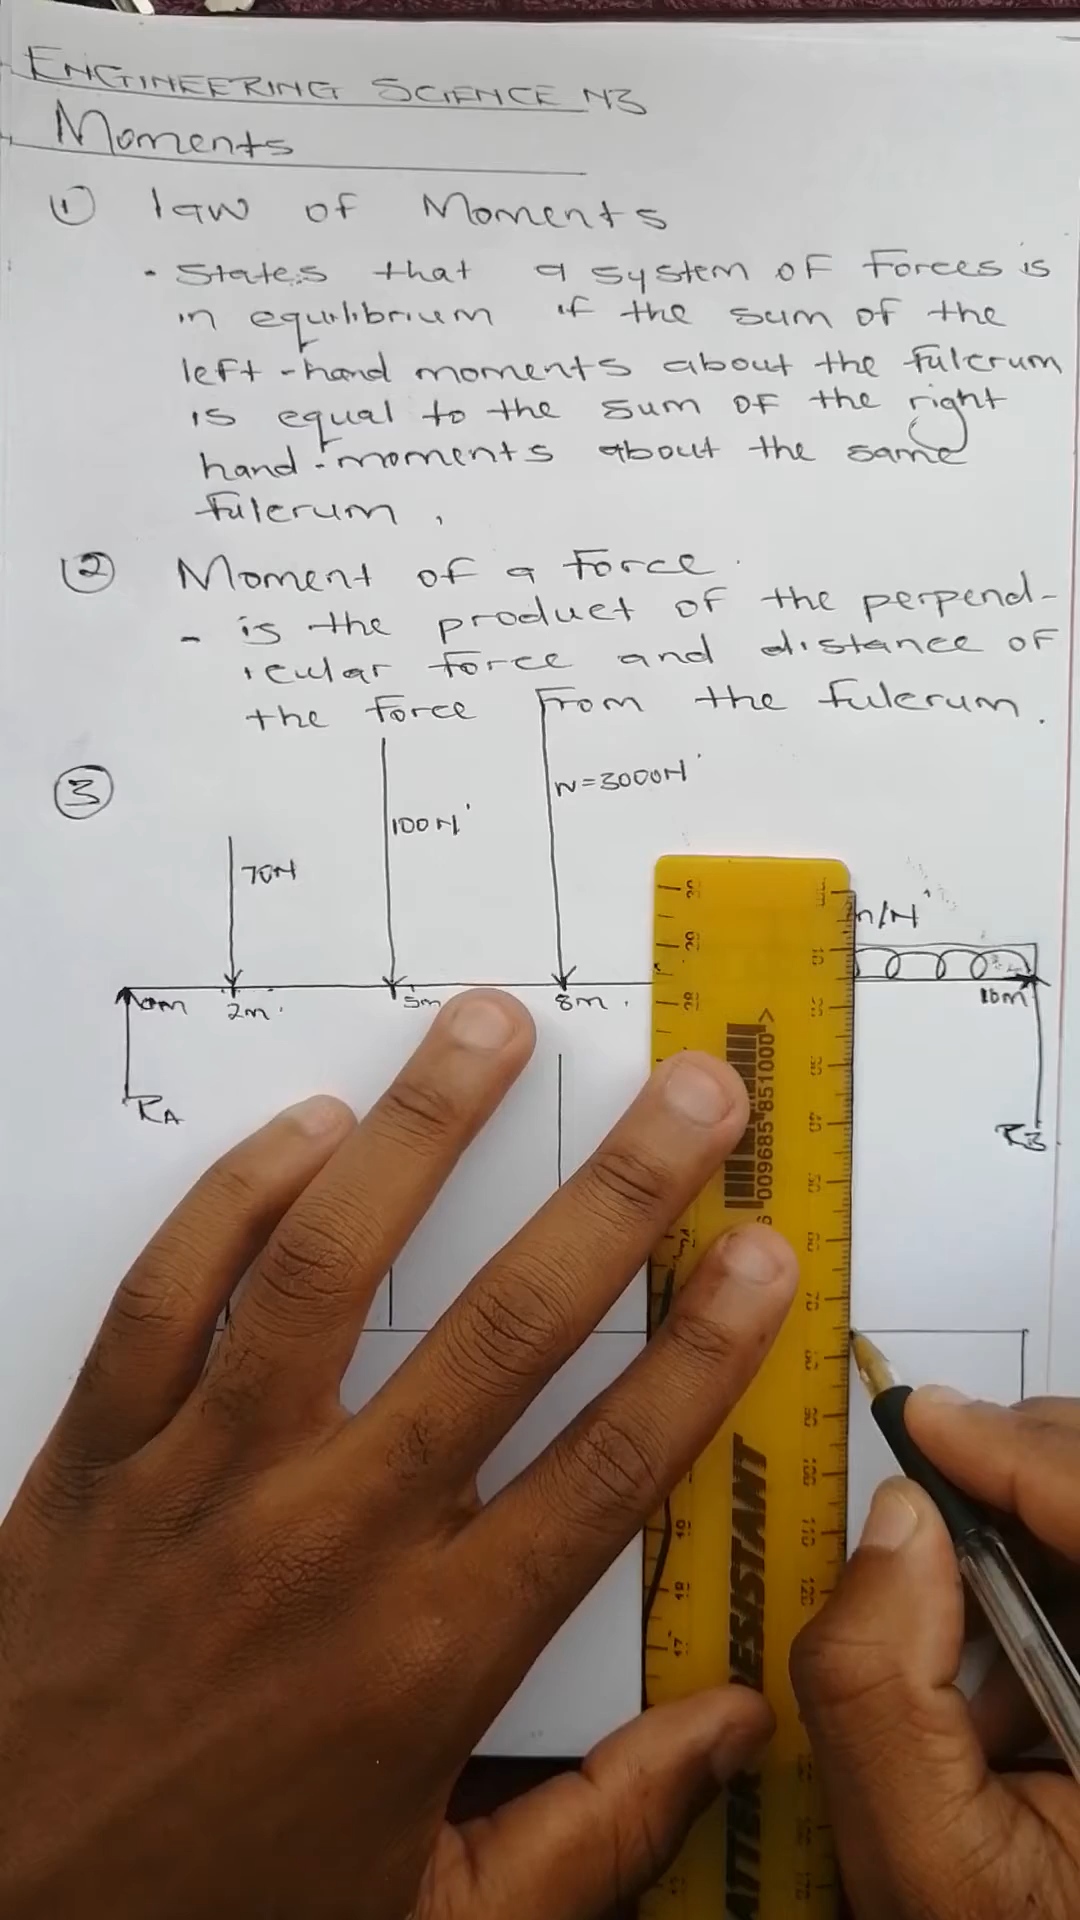 ENGINEERING SCIENCE N3
Moments
① law of Moments
• States that a system of Forces is
in equilibrium if the sum of the
left-hand moments about the fulcrum
is equal to the sum of the right
hand-moments about the same
fulcrum.
② Moment of a Force.
- is the product of the perpend-
icular force and distance of
the force from the fulcrum.
③
W=3000N
100N
70N
m/N
0m 2m 5m 8m 10m
RA
RB
6 009685 851000 >